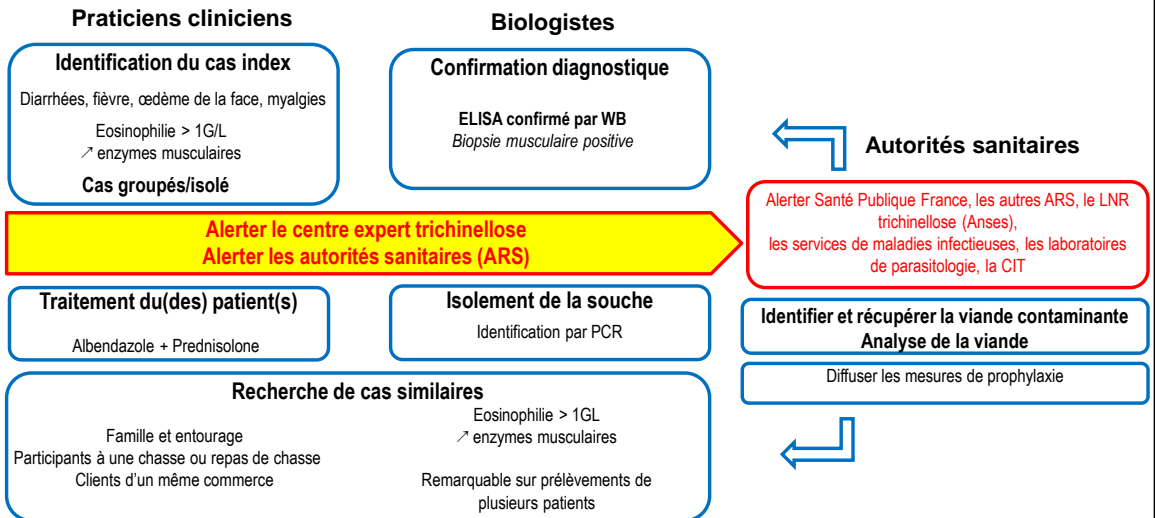 Praticiens cliniciens
Biologistes
Identification du cas index
Diarrhées, fièvre, œdème de la face, myalgies
Eosinophilie > 1G/L
↗ enzymes musculaires
Cas groupés/isolé
Confirmation diagnostique
ELISA confirmé par WB
Biopsie musculaire positive
Autorités sanitaires
Alerter le centre expert trichinellose
Alerter les autorités sanitaires (ARS)
Alerter Santé Publique France, les autres ARS, le LNR
trichinellose (Anses),
les services de maladies infectieuses, les laboratoires
de parasitologie, la CIT
Traitement du(des) patient(s)
Albendazole + Prednisolone
Isolement de la souche
Identification par PCR
Identifier et récupérer la viande contaminante
Analyse de la viande
Diffuser les mesures de prophylaxie
Recherche de cas similaires
Famille et entourage
Participants à une chasse ou repas de chasse
Clients d'un même commerce
Eosinophilie > 1GL
↗ enzymes musculaires
Remarquable sur prélèvements de
plusieurs patients